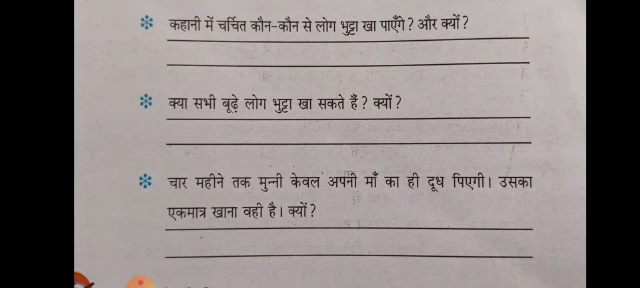 * कहानी में चर्चित कौन-कौन से लोग भुट्टा खा पाएँगे? और क्यों?
* क्या सभी बूढ़े लोग भुट्टा खा सकते हैं? क्यों?
* चार महीने तक मुन्नी केवल अपनी माँ का ही दूध पिएगी। उसका
एकमात्र खाना वही है। क्यों?